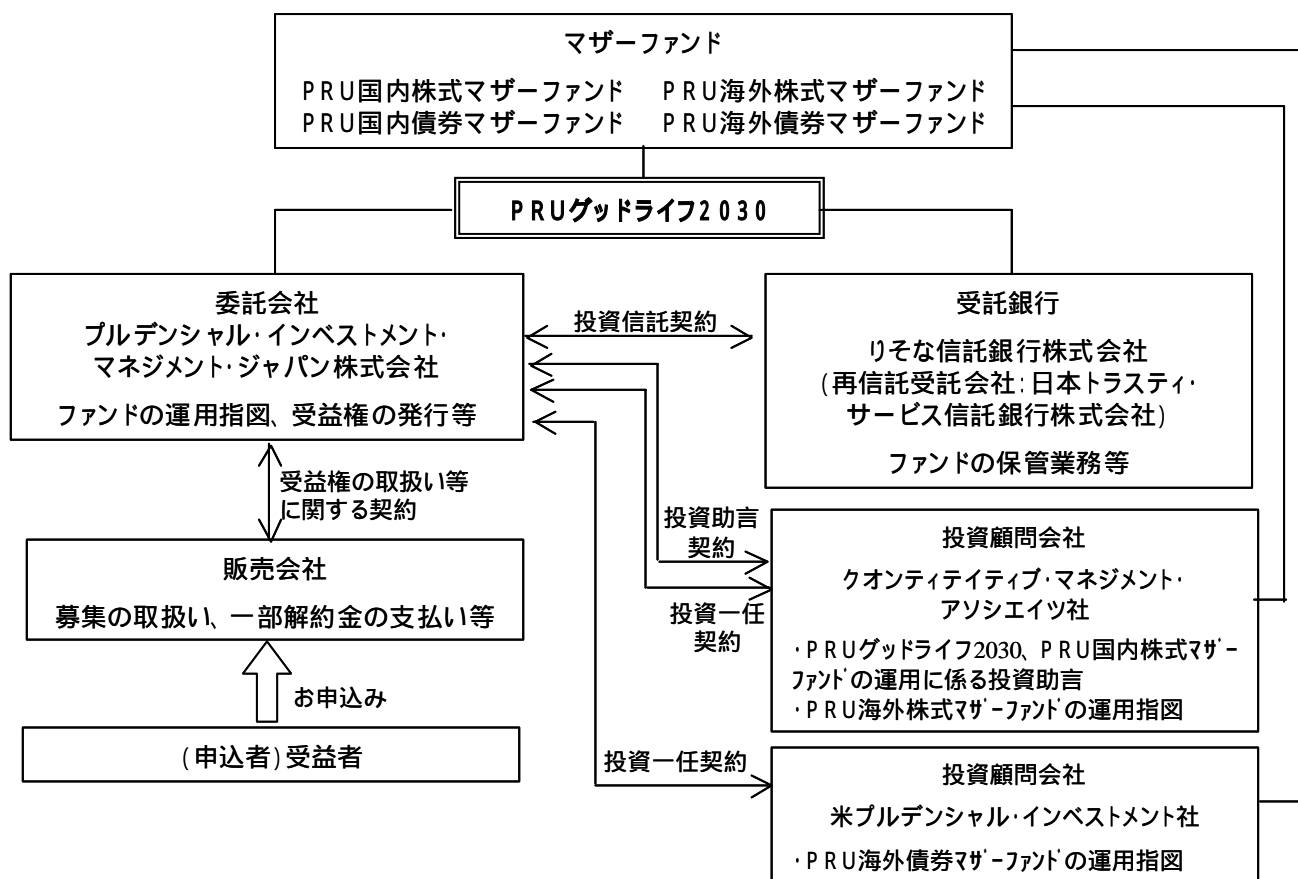 マザーファンド
PRU国内株式マザーファンド PRU海外株式マザーファンド
PRU国内債券マザーファンド PRU海外債券マザーファンド
PRUグッドライフ2030
委託会社
プルデンシャル・インベストメント・
マネジメント・ジャパン株式会社
ファンドの運用指図、受益権の発行等
投資信託契約
受託銀行
りそな信託銀行株式会社
(再信託受託会社:日本トラスティ・
サービス信託銀行株式会社)
ファンドの保管業務等
受益権の取扱い等
に関する契約
販売会社
募集の取扱い、一部解約金の支払い等
お申込み
(申込者)受益者
投資助言
契約
投資一任
契約
投資顧問会社
クオンティテイティブ・マネジメント・
アソシエイツ社
・PRUグッドライフ2030、PRU国内株式マザー
ファンドの運用に係る投資助言
・PRU海外株式マザーファンドの運用指図
投資一任契約
投資顧問会社
米プルデンシャル・インベストメント社
・PRU海外債券マザーファンドの運用指図